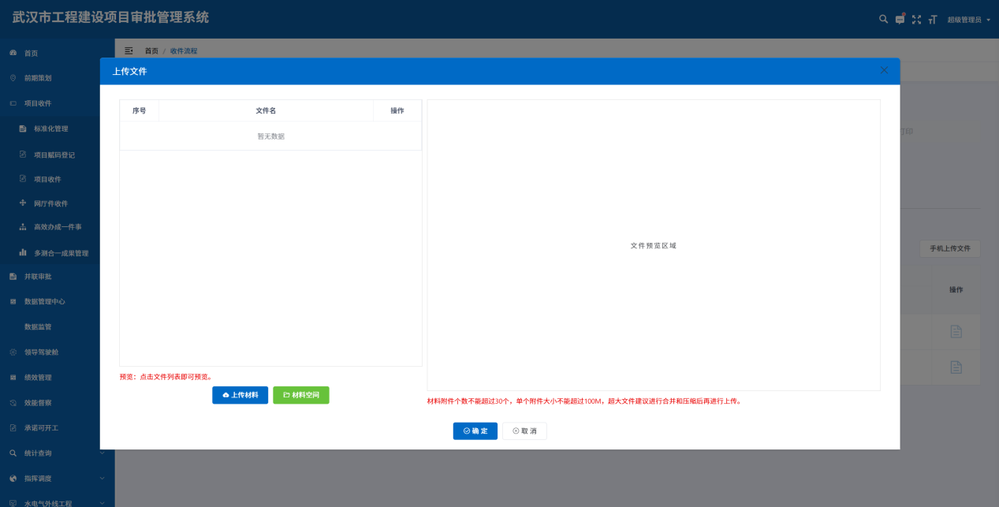 武汉市工程建设项目审批管理系统
超级管理员
首页
首页 / 收件流程
前期策划
项目收件
标准化管理
项目赋码登记
项目收件
网厅件收件
高效办成一件事
多测合一成果管理
并联审批
数据管理中心
数据监管
领导驾驶舱
绩效管理
效能督察
承诺可开工
统计查询
指挥调度
水电气外线工程
上传文件
序号 文件名 操作
暂无数据
文件预览区域
预览：点击文件列表即可预览。
上传材料 材料空间
材料附件个数不能超过30个，单个附件大小不能超过100M，超大文件建议进行合并和压缩后再进行上传。
确 定 取 消
手机上传文件
操作